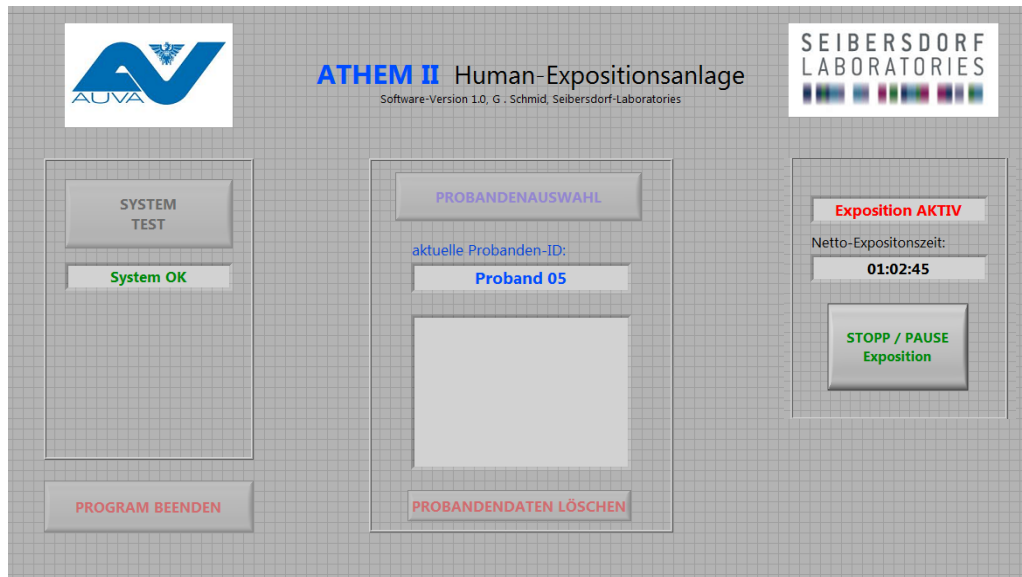 AUVA
ATHEM II Human-Expositionsanlage
Software-Version 1.0, G . Schmid, Seibersdorf-Laboratories
SEIBERSDORF
LABORATORIES
SYSTEM
TEST
System OK
PROGRAM BEENDEN
PROBANDENAUSWAHL
aktuelle Probanden-ID:
Proband 05
PROBANDENDATEN LÖSCHEN
Exposition AKTIV
Netto-Expositonszeit:
01:02:45
STOPP / PAUSE
Exposition